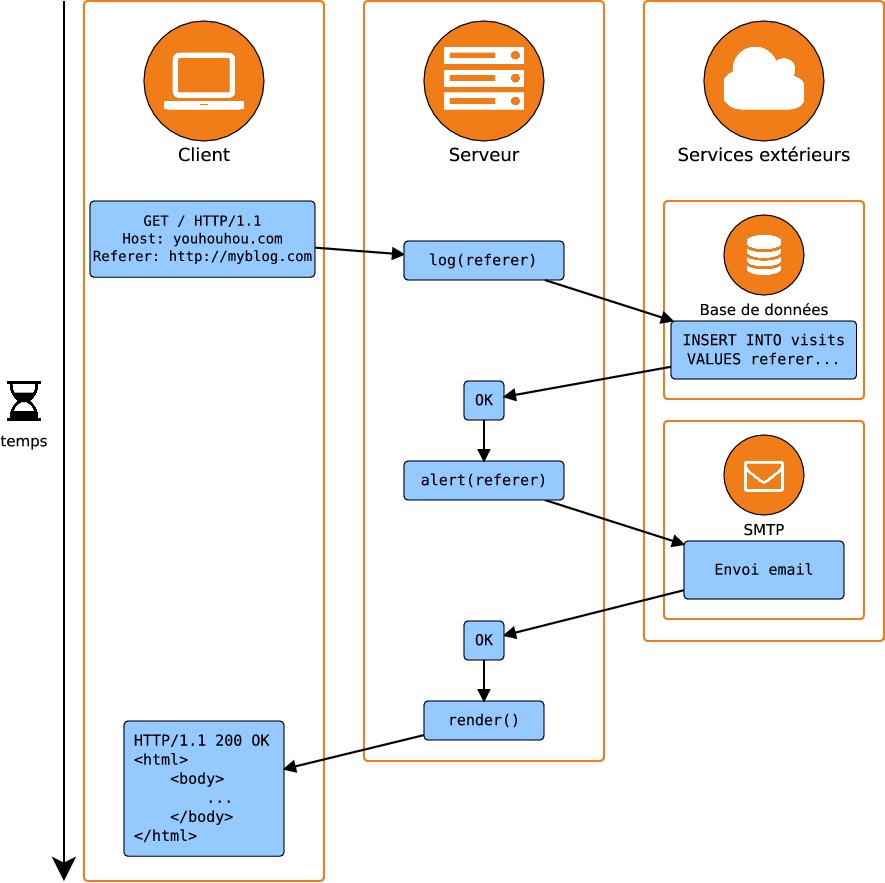 Client
Serveur
Services extérieurs
GET / HTTP/1.1
Host: youhouhou.com
Referer: http://myblog.com
log(referer)
Base de données
INSERT INTO visits
VALUES referer...
OK
temps
alert(referer)
SMTP
Envoi email
OK
render()
HTTP/1.1 200 OK
<html>
<body>
...
</body>
</html>